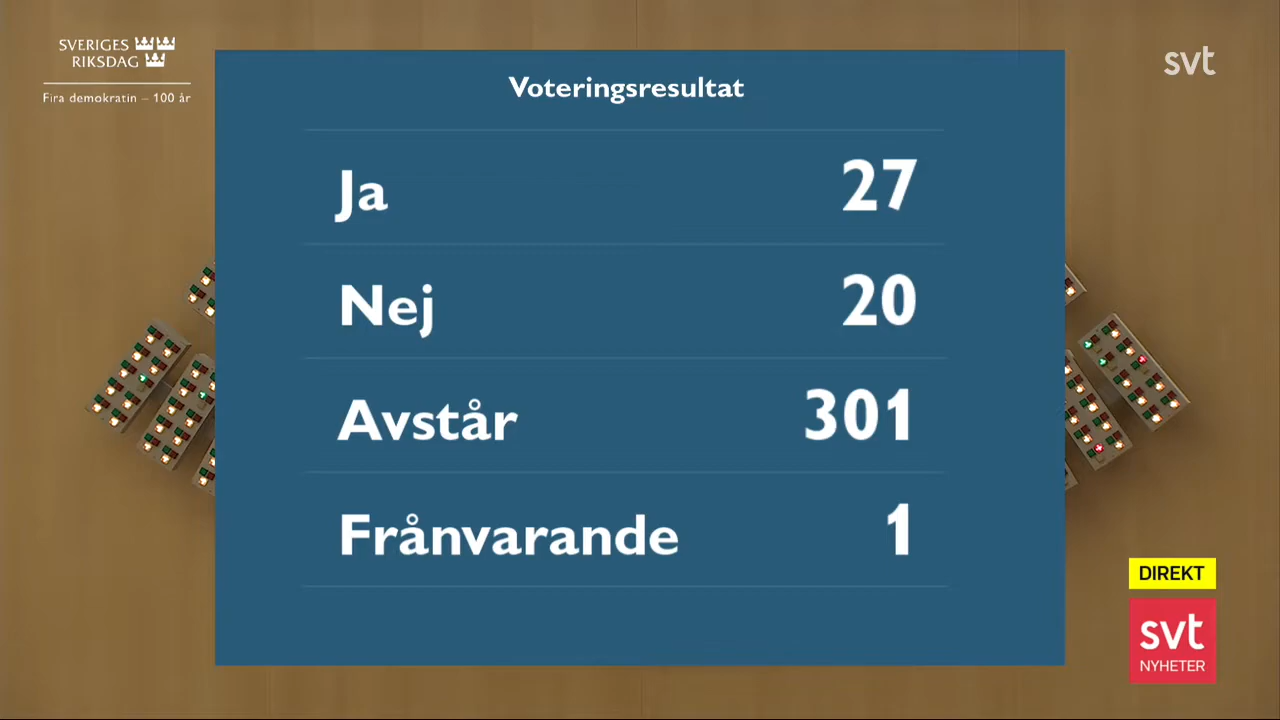 SVERIGES
RIKSDAG
Fira demokratin – 100 år
svt
Voteringsresultat
Ja 27
Nej 20
Avstår 301
Frånvarande 1
DIREKT
svt
NYHETER